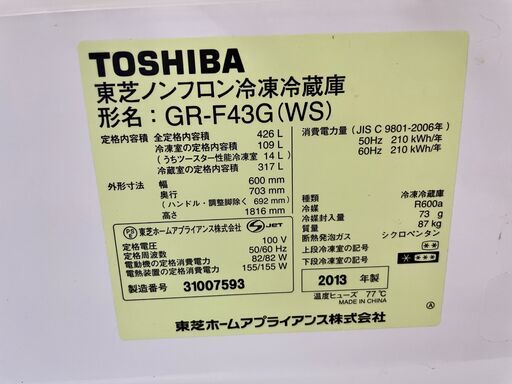 TOSHIBA
東芝ノンフロン冷凍冷蔵庫
形名：GR-F43G(WS)
定格内容積 全定格内容積 426 L
冷凍室の定格内容積 109 L
(うちツースター性能冷凍室 14 L)
冷蔵室の定格内容積 317 L
外形寸法 幅 600 mm
奥行 703 mm
(ハンドル・調整脚除く 692 mm)
高さ 1816 mm
消費電力量 (JIS C 9801-2006年)
50Hz 210 kWh/年
60Hz 210 kWh/年
種類 冷凍冷蔵庫
冷媒 R600a
冷媒封入量 73 g
質量 87 kg
断熱発泡ガス シクロペンタン
上段冷凍室の記号 **
下段冷凍室の記号 * ***
PS E 東芝ホームアプライアンス株式会社 S JET
定格電圧 100 V
定格周波数 50/60 Hz
電動機の定格消費電力 82/82 W
電熱装置の定格消費電力 155/155 W
製造番号 31007593
2013 年製
温度ヒューズ 77℃
MADE IN CHINA
東芝ホームアプライアンス株式会社
A